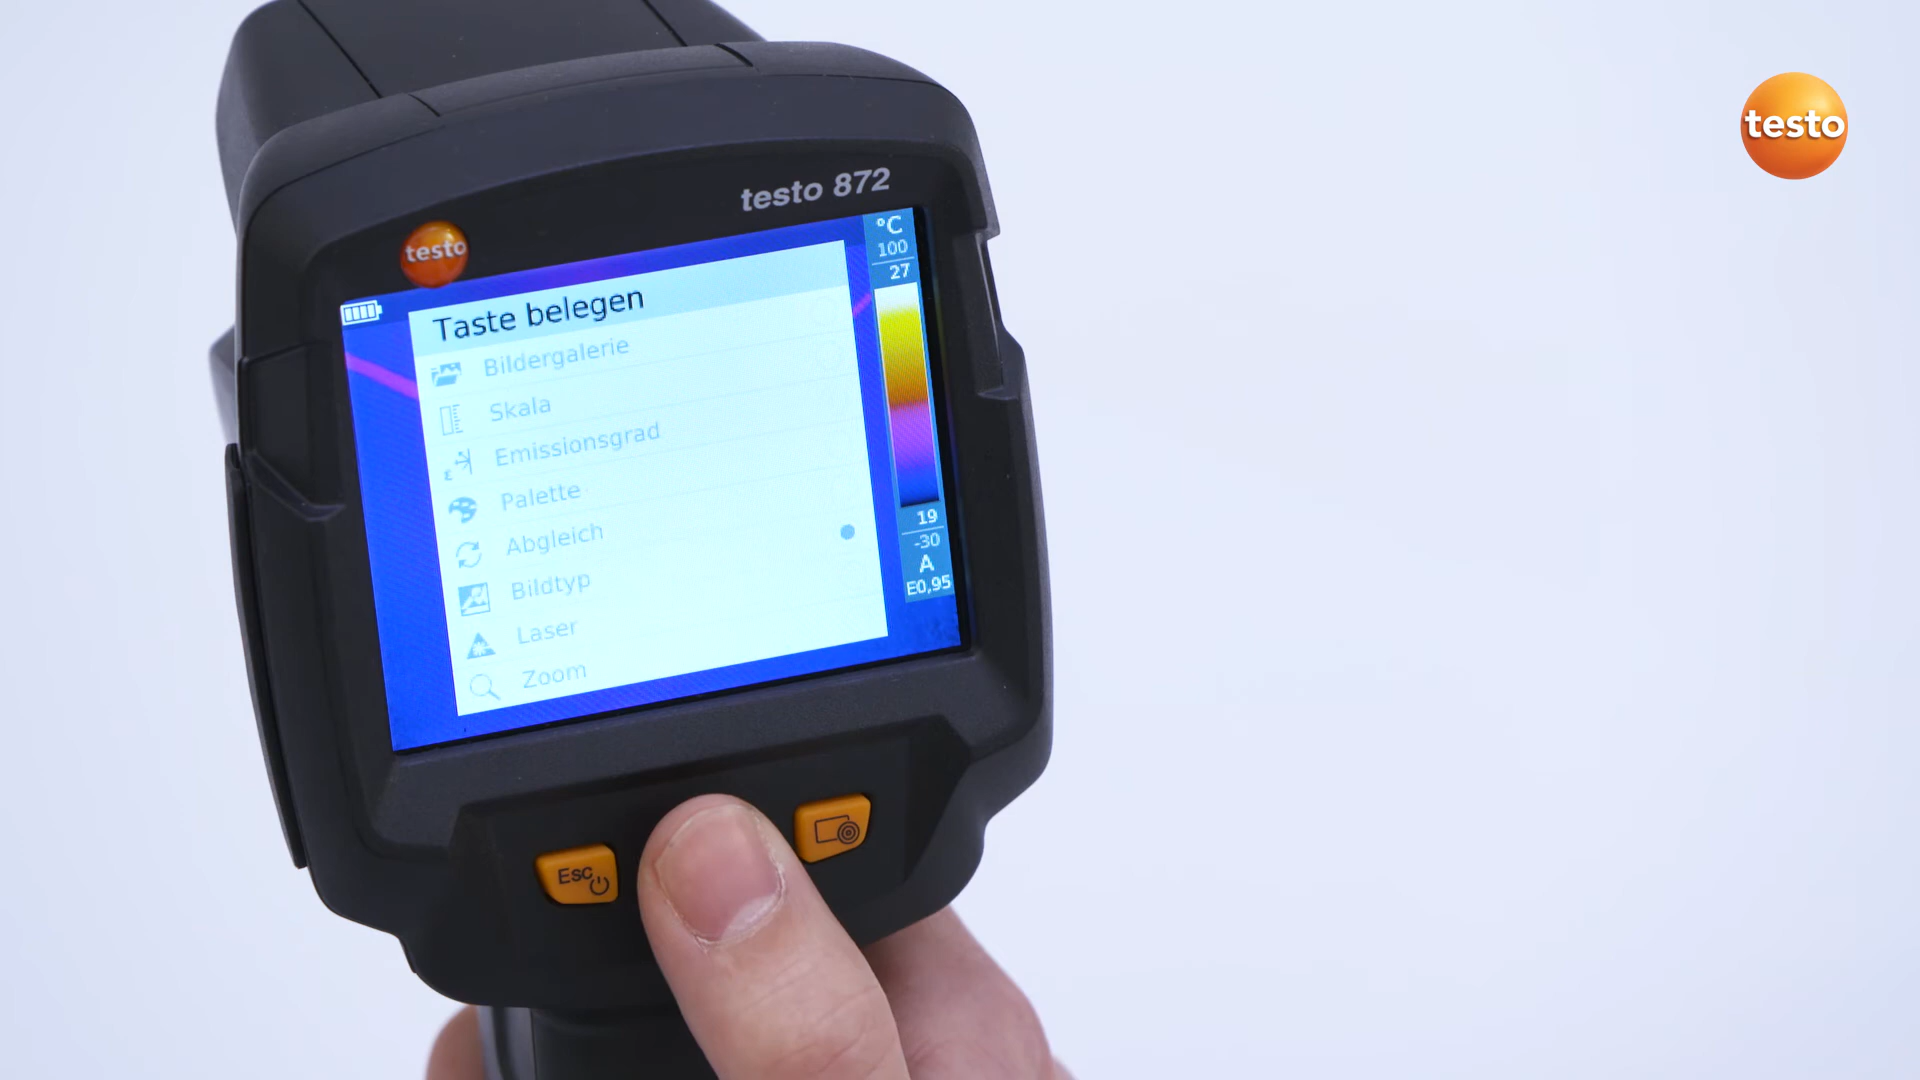 testo
testo 872
testo
°C
100
27
Taste belegen
Bildergalerie
Skala
ε
Emissionsgrad
Palette
Abgleich
Bildtyp
Laser
Zoom
19
-30
A
E0,95
Esc